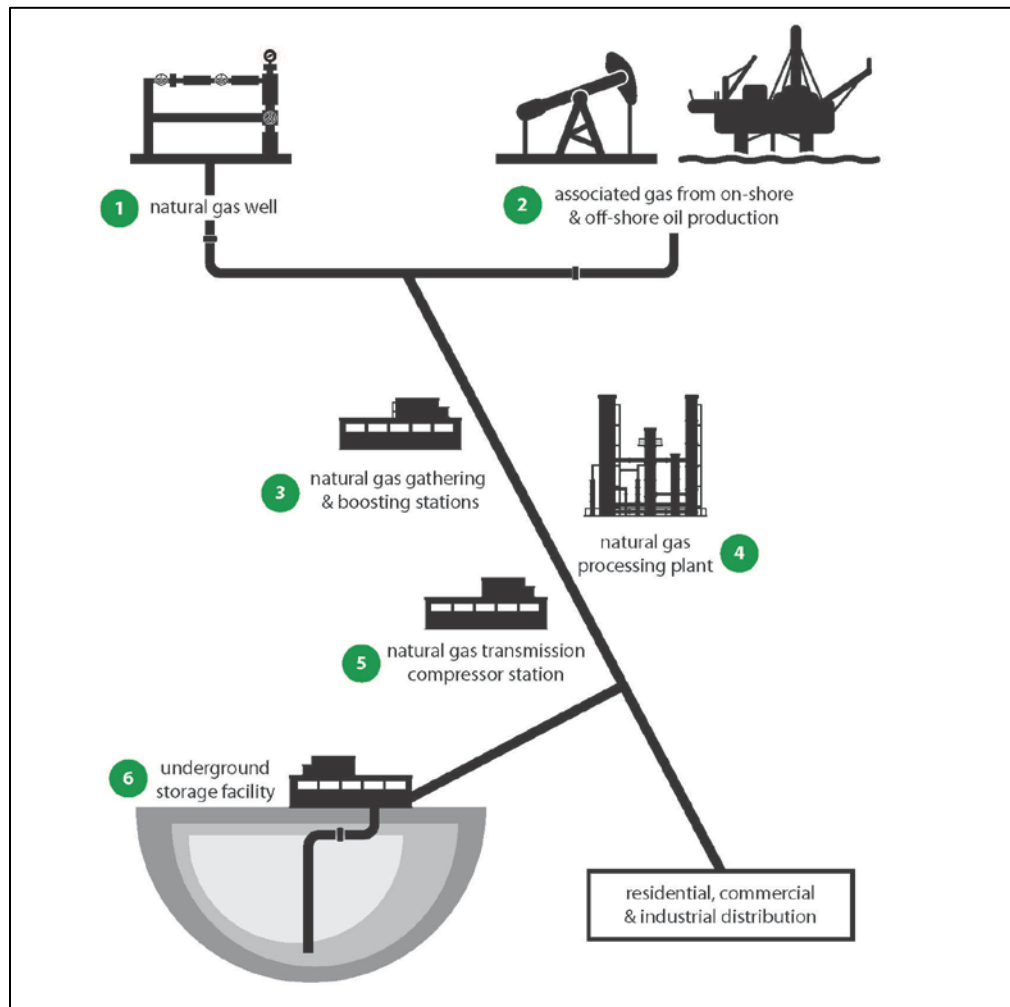 1
natural gas well
2
associated gas from on-shore
& off-shore oil production
3
natural gas gathering
& boosting stations
natural gas
processing plant
4
5
natural gas transmission
compressor station
6
underground
storage facility
residential, commercial
& industrial distribution